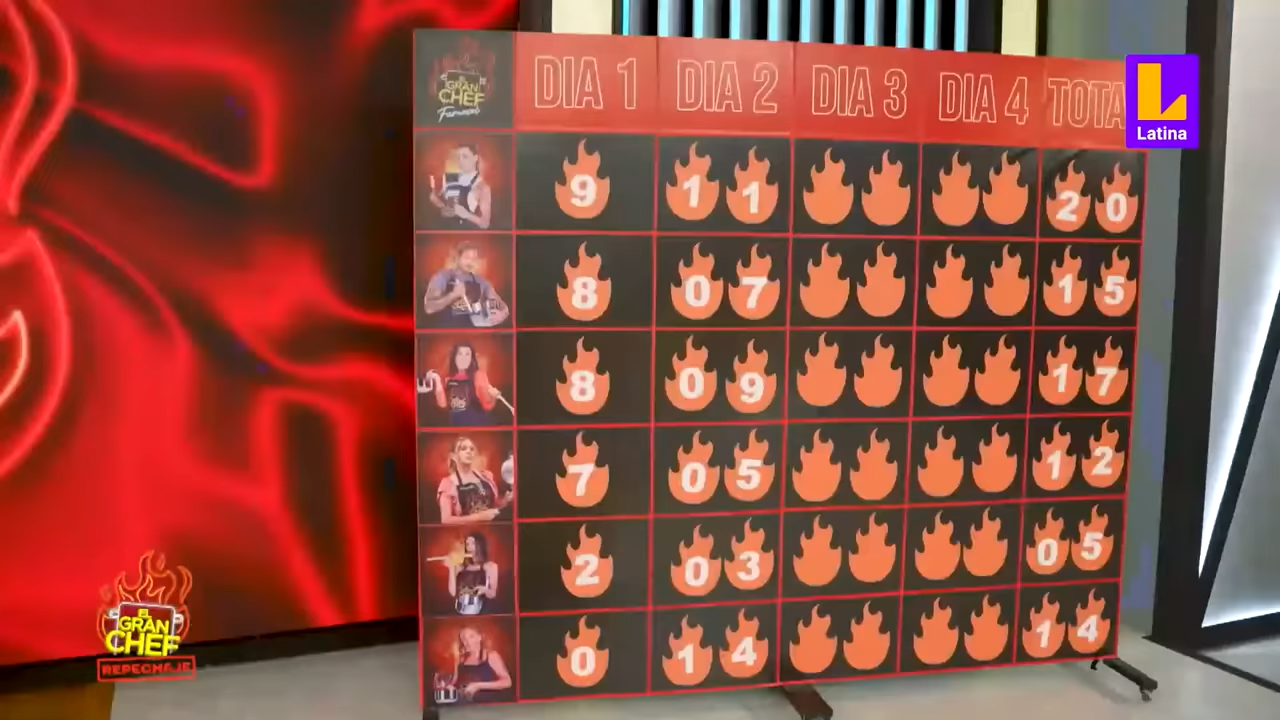 EL GRAN CHEF Famosos DIA 1 DIA 2 DIA 3 DIA 4 TOTA
L Latina
9 1 1 2 0
8 0 7 1 5
8 0 9 1 7
7 0 5 1 2
2 0 3 0 5
0 1 4 1 4
EL
GRAN
CHEF
REPECHAJE